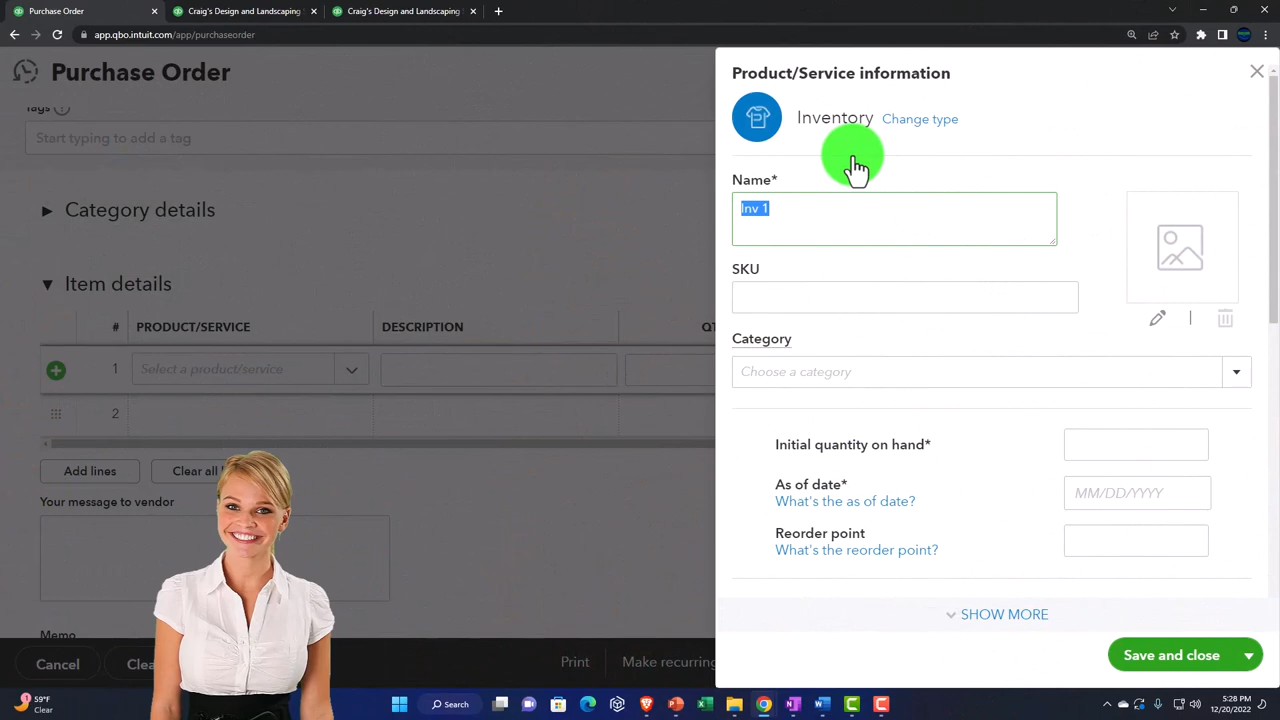 Purchase Order
Craig's Design and Landscaping S
Craig's Design and Landscaping S
app.qbo.intuit.com/app/purchaseorder
Purchase Order
Tags ?
Start typing to add a tag
Category details
Item details
# PRODUCT/SERVICE DESCRIPTION
1 Select a product/service
2
Add lines Clear all
Your message to vendor
Memo
Cancel Print Make recurring
Product/Service information
Inventory Change type
Name*
Inv 1
SKU
Category
Choose a category
Initial quantity on hand*
As of date* MM/DD/YYYY
What's the as of date?
Reorder point
What's the reorder point?
SHOW MORE
Save and close
1 59°F
Sunny
Search
5:28 PM
12/20/2022